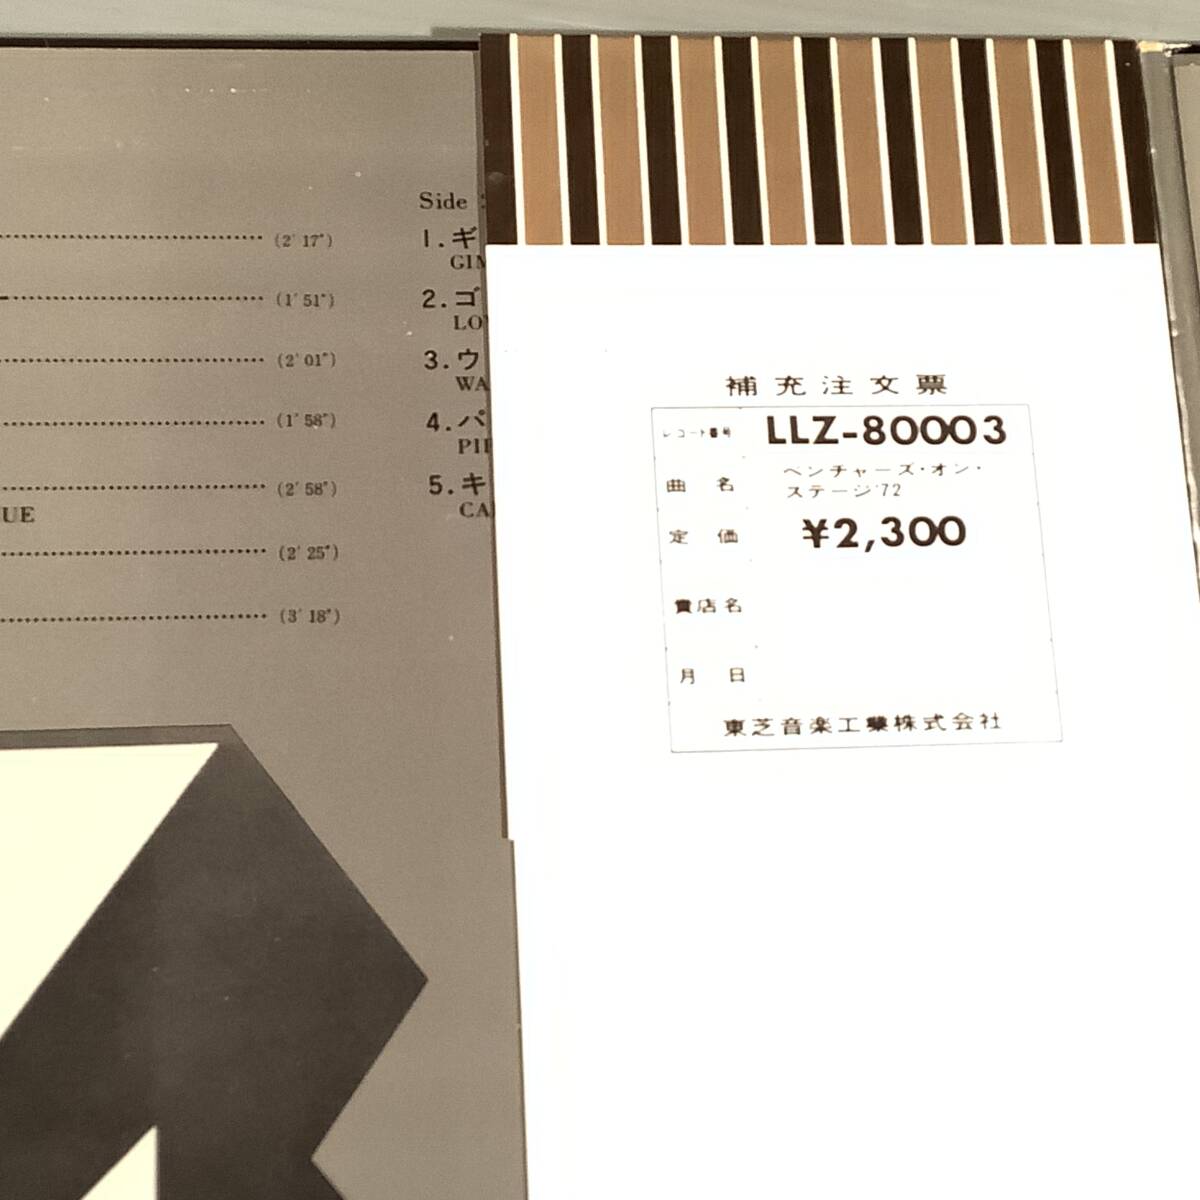 (2'17")
(1'51")
(2'01")
(1'58")
(2'58")
UE
(2'25")
(3'18")
Side
1.ギ
GIM
2.ゴ
LO
3.ウ
WA
4.パ
PIP
5.キ
CA
補充注文票
レコード番号 LLZ-80003
曲名 ベンチャーズ・オン・
ステージ'72
定価 ¥2,300
貴店名
月日
東芝音楽工業株式会社